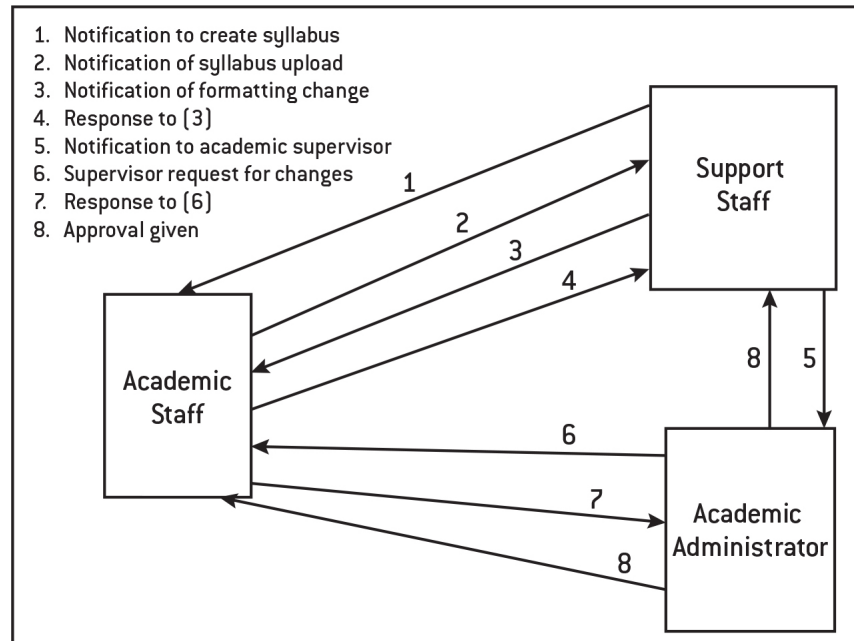 1. Notification to create syllabus
2. Notification of syllabus upload
3. Notification of formatting change
4. Response to (3)
5. Notification to academic supervisor
6. Supervisor request for changes
7. Response to (6)
8. Approval given
Support
Staff
1
2
3
4
8
5
Academic
Staff
6
7
8
Academic
Administrator